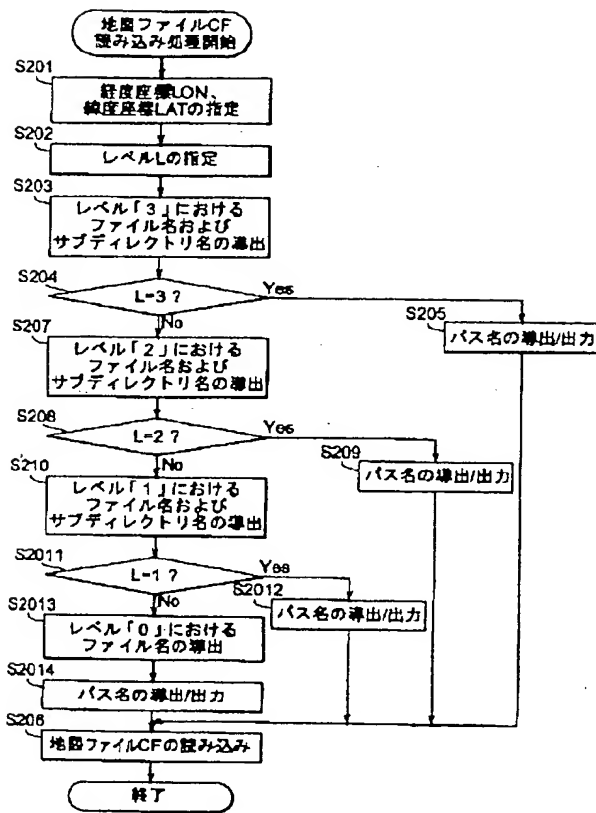 地図ファイルCF
読み込み処理開始
S201
経度座標LON、
緯度座標LATの指定
S202
レベルLの指定
S203
レベル「3」における
ファイル名および
サブディレクトリ名の導出
S204
L=3?
Yes
No
S205
パス名の導出/出力
S207
レベル「2」における
ファイル名および
サブディレクトリ名の導出
S208
L=2?
Yes
No
S209
パス名の導出/出力
S210
レベル「1」における
ファイル名および
サブディレクトリ名の導出
S2011
L=1?
Yes
No
S2012
パス名の導出/出力
S2013
レベル「0」における
ファイル名の導出
S2014
パス名の導出/出力
S206
地図ファイルCFの読み込み
終了